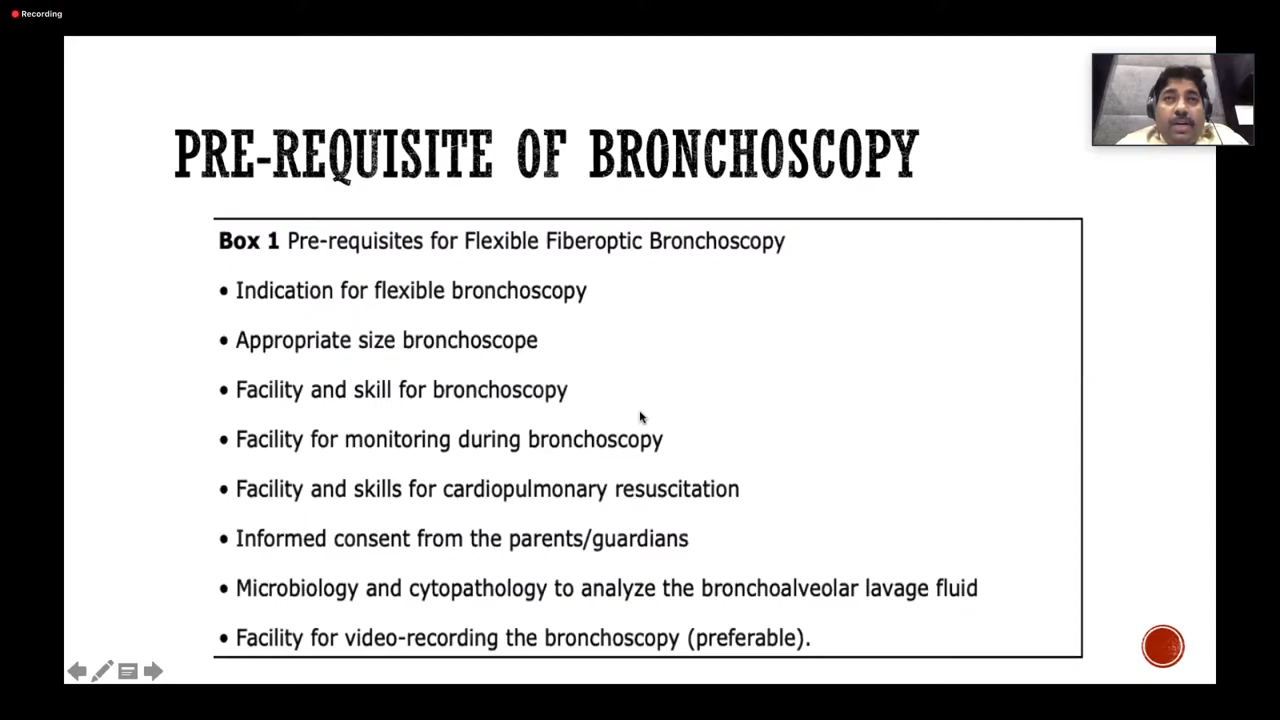 Recording
PRE-REQUISITE OF BRONCHOSCOPY
Box 1 Pre-requisites for Flexible Fiberoptic Bronchoscopy
• Indication for flexible bronchoscopy
• Appropriate size bronchoscope
• Facility and skill for bronchoscopy
• Facility for monitoring during bronchoscopy
• Facility and skills for cardiopulmonary resuscitation
• Informed consent from the parents/guardians
• Microbiology and cytopathology to analyze the bronchoalveolar lavage fluid
• Facility for video-recording the bronchoscopy (preferable).